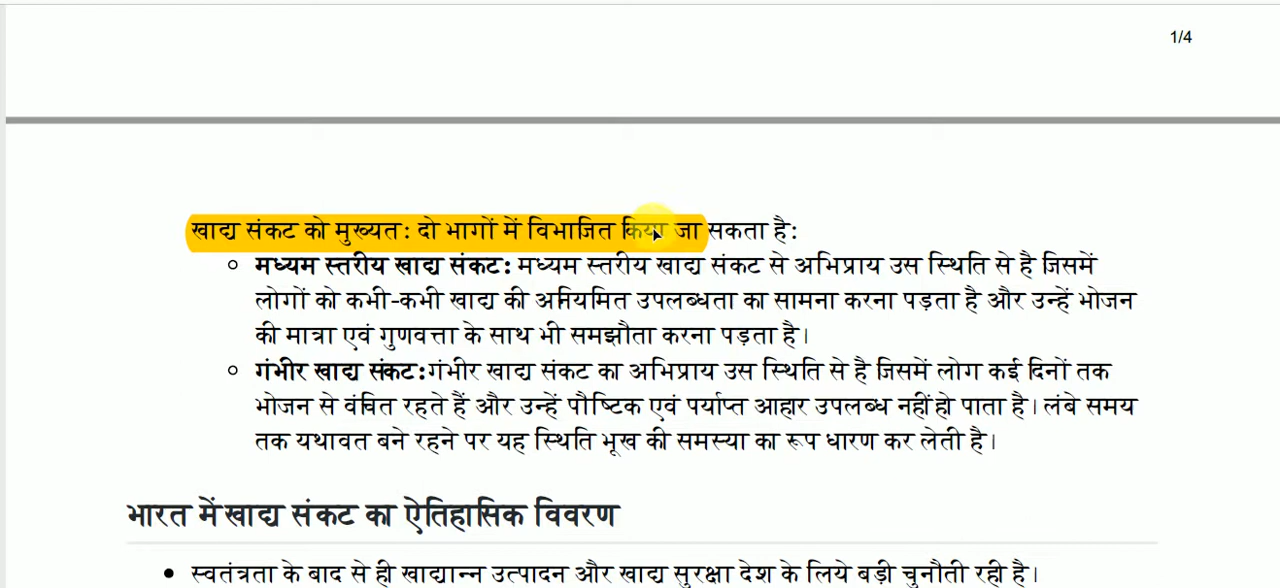 1/4
खाद्य संकट को मुख्यत: दो भागों में विभाजित किया जा सकता है:
मध्यम स्तरीय खाद्य संकट: मध्यम स्तरीय खाद्य संकट से अभिप्राय उस स्थिति से है जिसमें
लोगों को कभी-कभी खाद्य की अनियमित उपलब्धता का सामना करना पड़ता है और उन्हें भोजन
की मात्रा एवं गुणवत्ता के साथ भी समझौता करना पड़ता है।
गंभीर खाद्य संकट:गंभीर खाद्य संकट का अभिप्राय उस स्थिति से है जिसमें लोग कई दिनों तक
भोजन से वंचित रहते हैं और उन्हें पौष्टिक एवं पर्याप्त आहार उपलब्ध नहीं हो पाता है। लंबे समय
तक यथावत बने रहने पर यह स्थिति भूख की समस्या का रूप धारण कर लेती है।
भारत में खाद्य संकट का ऐतिहासिक विवरण
स्वतंत्रता के बाद से ही खाद्यान्न उत्पादन और खाद्य सुरक्षा देश के लिये बड़ी चुनौती रही है।